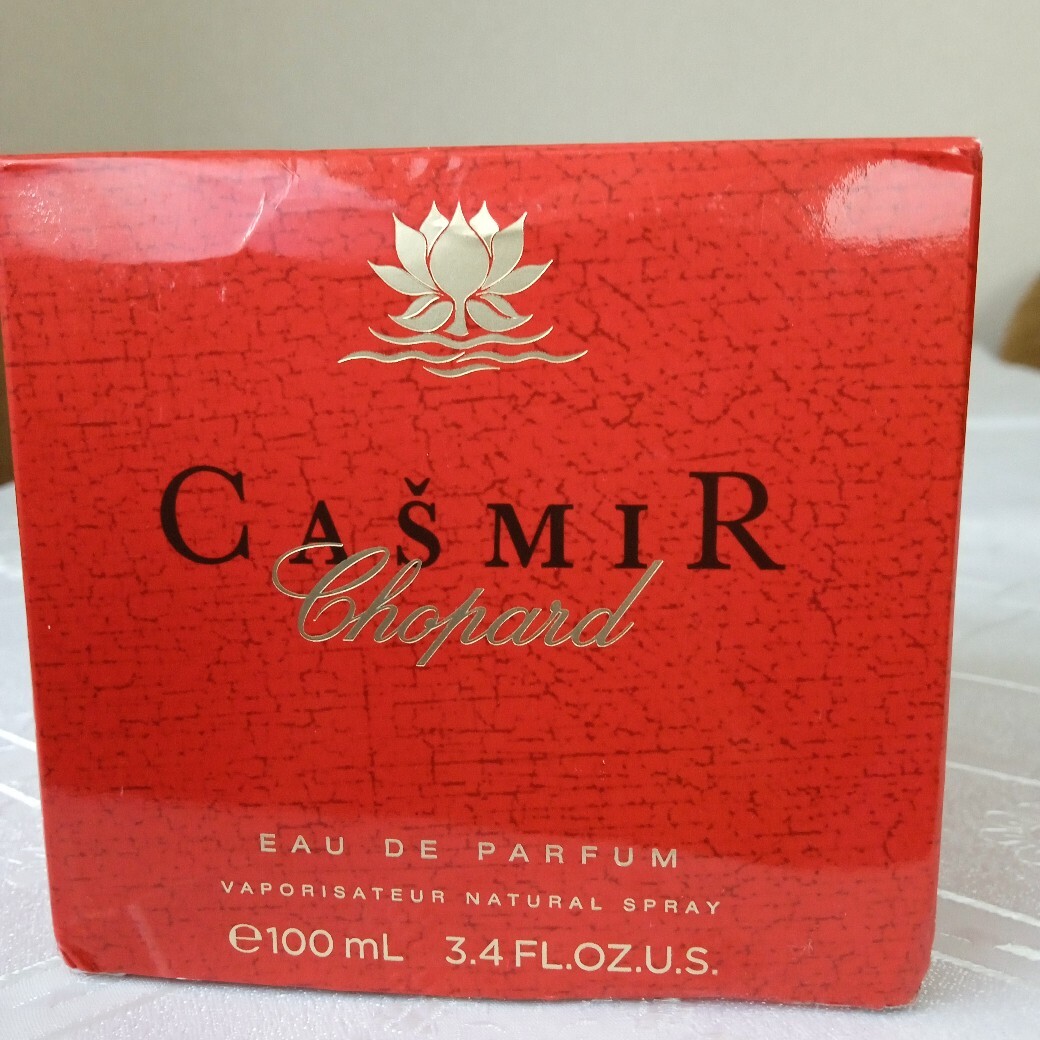 CAŠMIR
Chopard
EAU DE PARFUM
VAPORISATEUR NATURAL SPRAY
℮100 mL 3.4 FL.OZ.U.S.